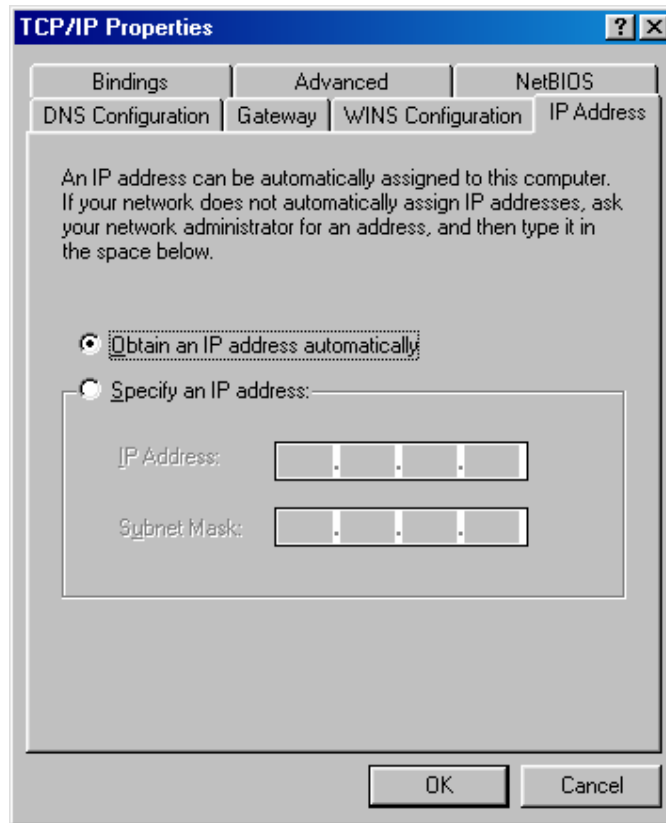 TCP/IP Properties
Bindings
Advanced
NetBIOS
DNS Configuration
Gateway
WINS Configuration
IP Address
An IP address can be automatically assigned to this computer.
If your network does not automatically assign IP addresses, ask
your network administrator for an address, and then type it in
the space below.
Obtain an IP address automatically
Specify an IP address:
IP Address:
. . .
Subnet Mask:
. . .
OK
Cancel